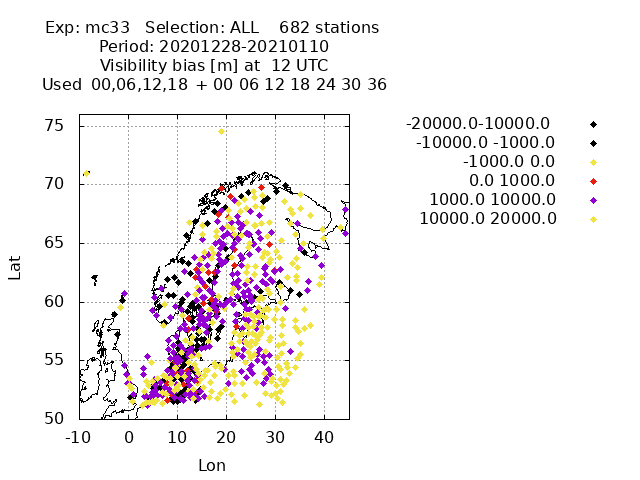 Exp: mc33   Selection: ALL    682 stations
Period: 20201228-20210110
Visibility bias [m] at  12 UTC
Used  00,06,12,18  + 00 06 12 18 24 30 36
-20000.0-10000.0
-10000.0 -1000.0
-1000.0 0.0
0.0 1000.0
1000.0 10000.0
10000.0 20000.0
75
70
65
60
55
50
Lat
-10 0 10 20 30 40
Lon